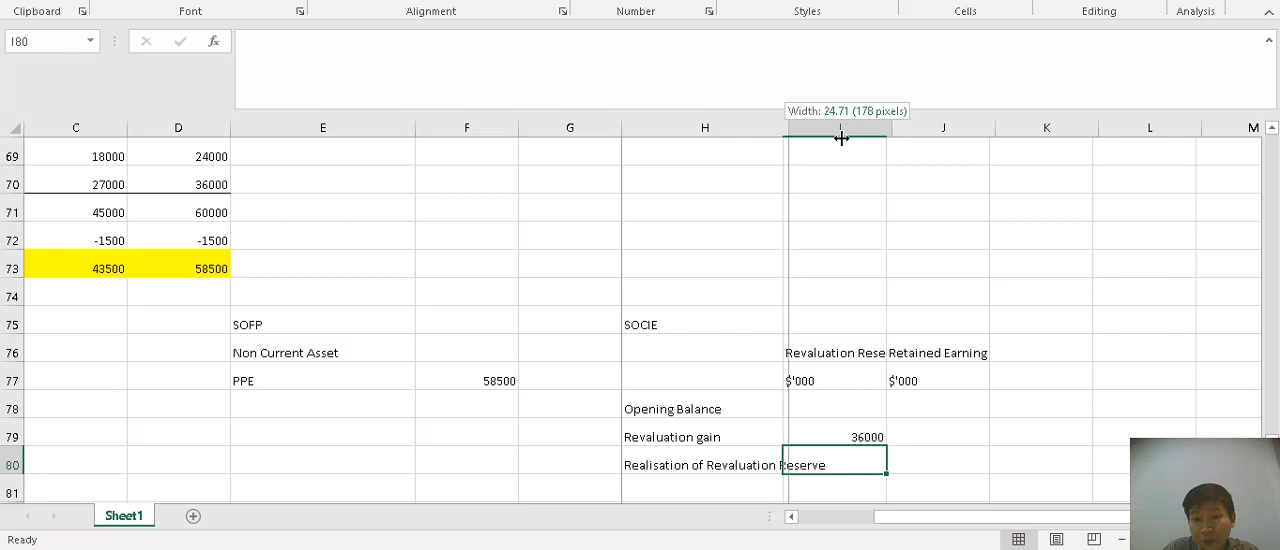 Clipboard Font Alignment Number Styles Cells Editing Analysis
I80 fx
Width: 24.71 (178 pixels)
C D E F G H I J K L M
69 18000 24000
70 27000 36000
71 45000 60000
72 -1500 -1500
73 43500 58500
74
75 SOFP SOCIE
76 Non Current Asset Revaluation Rese Retained Earning
77 PPE 58500 $'000 $'000
78 Opening Balance
79 Revaluation gain 36000
80 Realisation of Revaluation Reserve
81
Sheet1
Ready